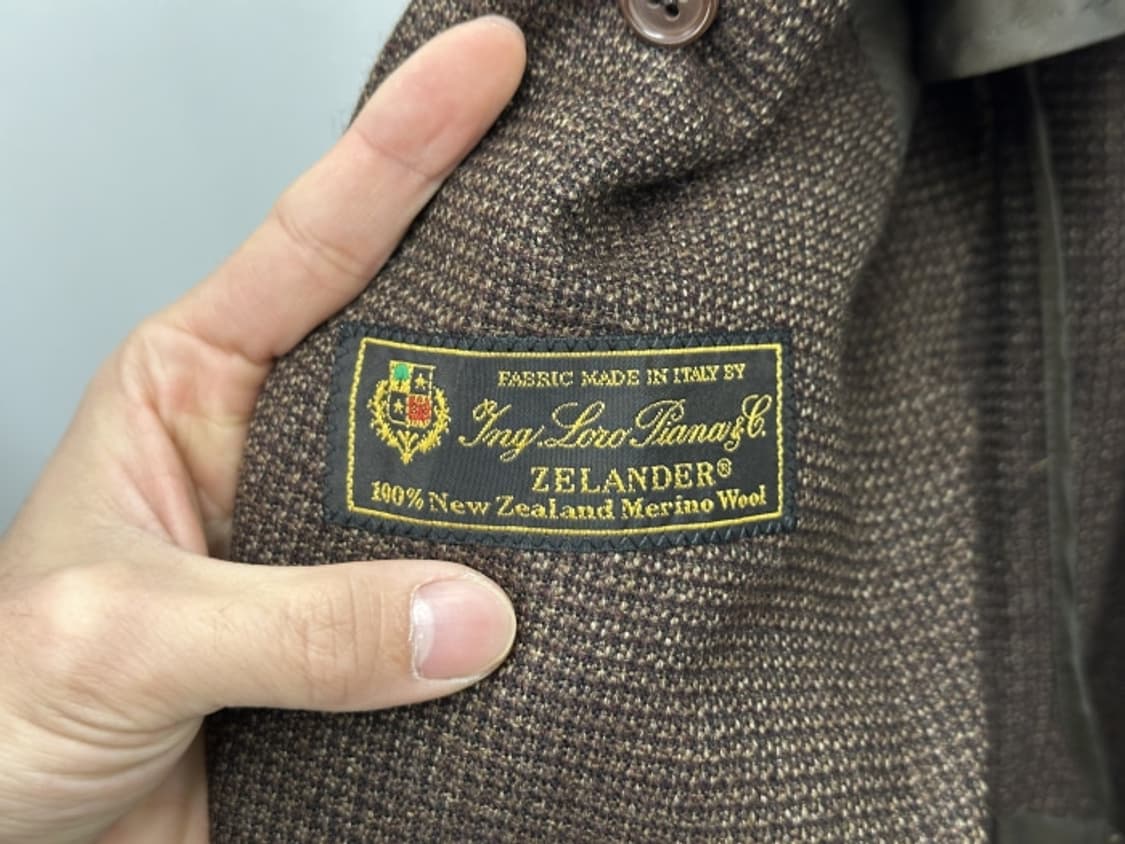 FABRIC MADE IN ITALY BY
Ing. Loro Piana & C.
ZELANDER®
100% New Zealand Merino Wool